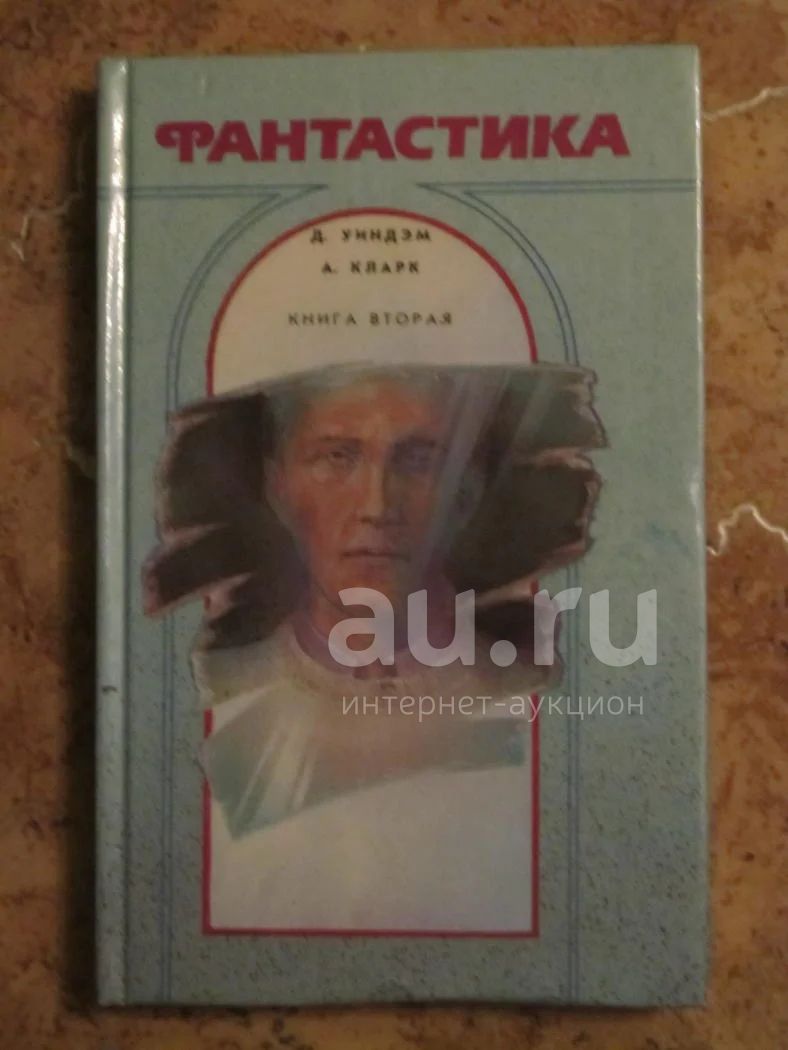 ФАНТАСТИКА
Д. УИНДЭМ
А. КЛАРК
КНИГА ВТОРАЯ
au.ru
интернет-аукцион